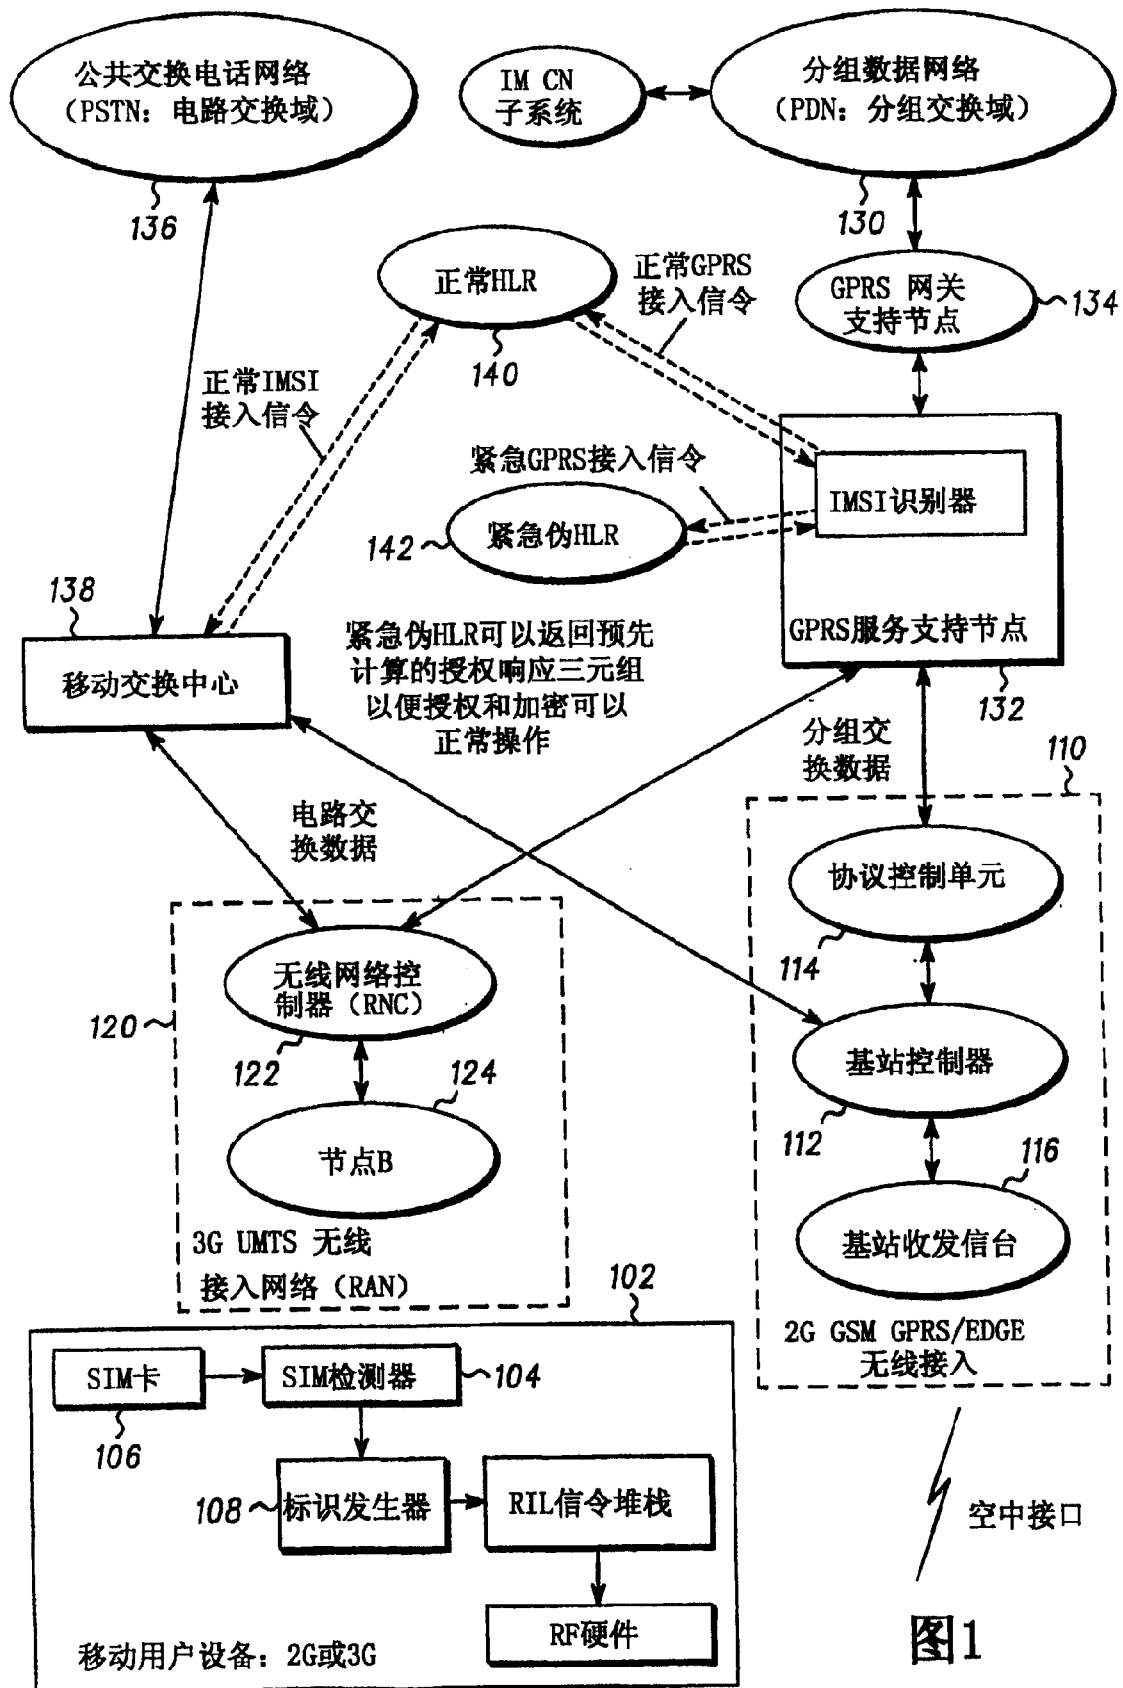 公共交换电话网络
（PSTN：电路交换域）
136
IM CN
子系统
分组数据网络
（PDN：分组交换域）
130
正常HLR
140
正常GPRS
接入信令
GPRS 网关
支持节点
134
正常IMSI
接入信令
紧急GPRS接入信令
IMSI识别器
142
紧急伪HLR
138
移动交换中心
紧急伪HLR可以返回预先
计算的授权响应三元组
以便授权和加密可以
正常操作
GPRS服务支持节点
132
分组交
换数据
110
电路交
换数据
协议控制单元
114
无线网络控
制器（RNC）
120
122
124
基站控制器
112
节点B
116
基站收发信台
3G UMTS 无线
接入网络（RAN）
2G GSM GPRS/EDGE
无线接入
102
SIM卡
106
SIM检测器
104
108
标识发生器
RIL信令堆栈
RF硬件
空中接口
移动用户设备：2G或3G
图1